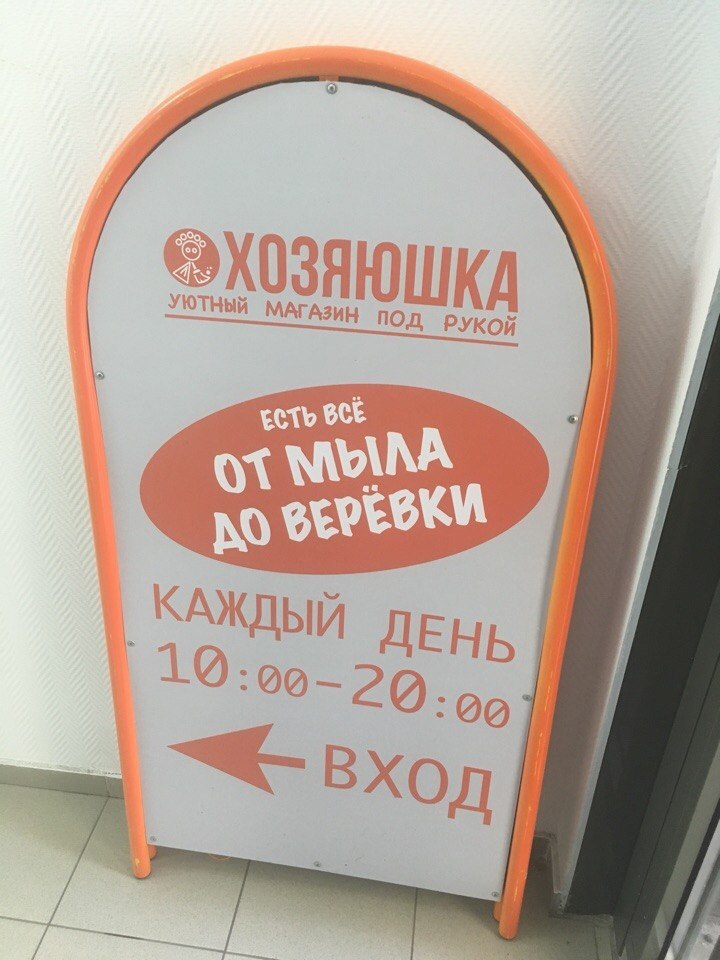 ХОЗЯЮШКА
УЮТНЫЙ МАГАЗИН ПОД РУКОЙ
ЕСТЬ ВСЁ
ОТ МЫЛА
ДО ВЕРЁВКИ
КАЖДЫЙ ДЕНЬ
10:00-20:00
ВХОД